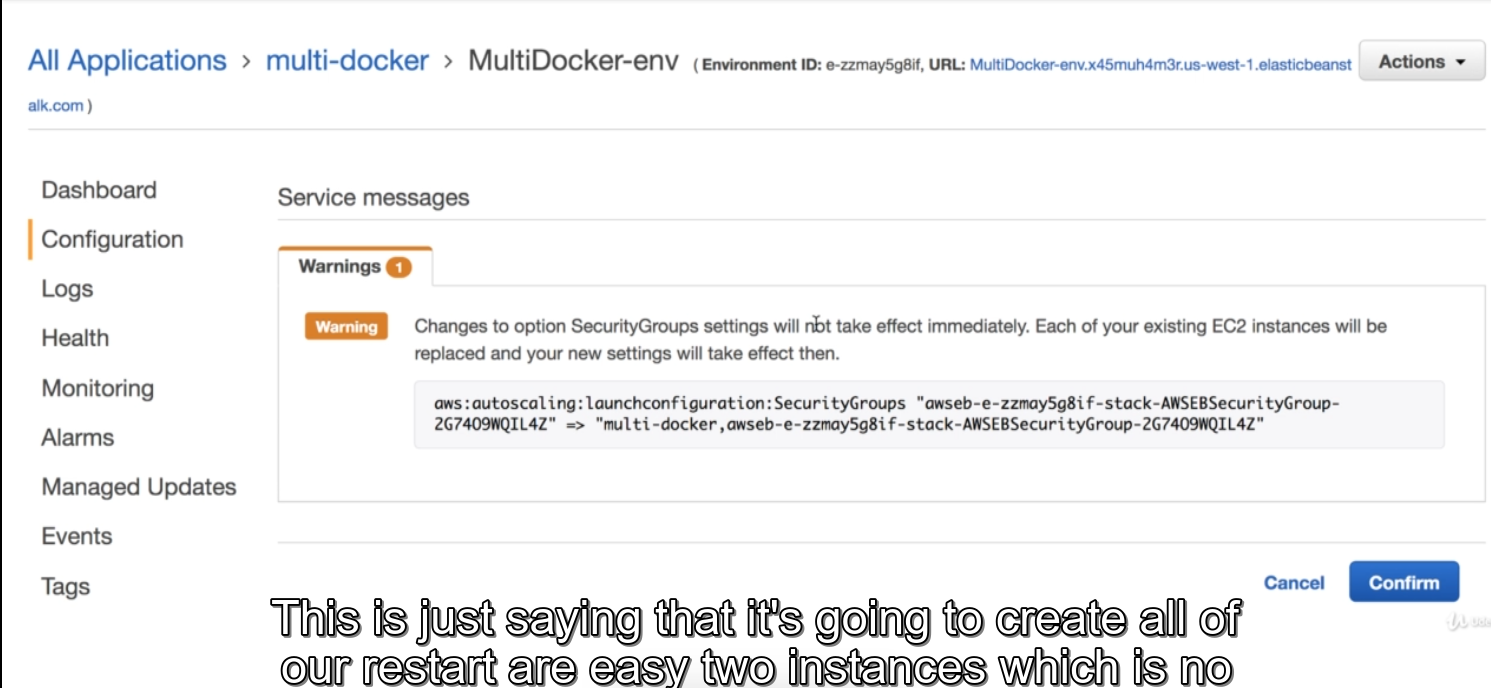 All Applications > multi-docker > MultiDocker-env ( Environment ID: e-zzmay5g8if, URL: MultiDocker-env.x45muh4m3r.us-west-1.elasticbeanst
alk.com )
Actions
Dashboard
Configuration
Logs
Health
Monitoring
Alarms
Managed Updates
Events
Tags
Service messages
Warnings 1
Warning
Changes to option SecurityGroups settings will not take effect immediately. Each of your existing EC2 instances will be
replaced and your new settings will take effect then.
aws:autoscaling:launchconfiguration:SecurityGroups "awseb-e-zzmay5g8if-stack-AWSEBSecurityGroup-
2G74O9WQIL4Z" => "multi-docker,awseb-e-zzmay5g8if-stack-AWSEBSecurityGroup-2G74O9WQIL4Z"
Cancel
Confirm
This is just saying that it's going to create all of
our restart are easy two instances which is no